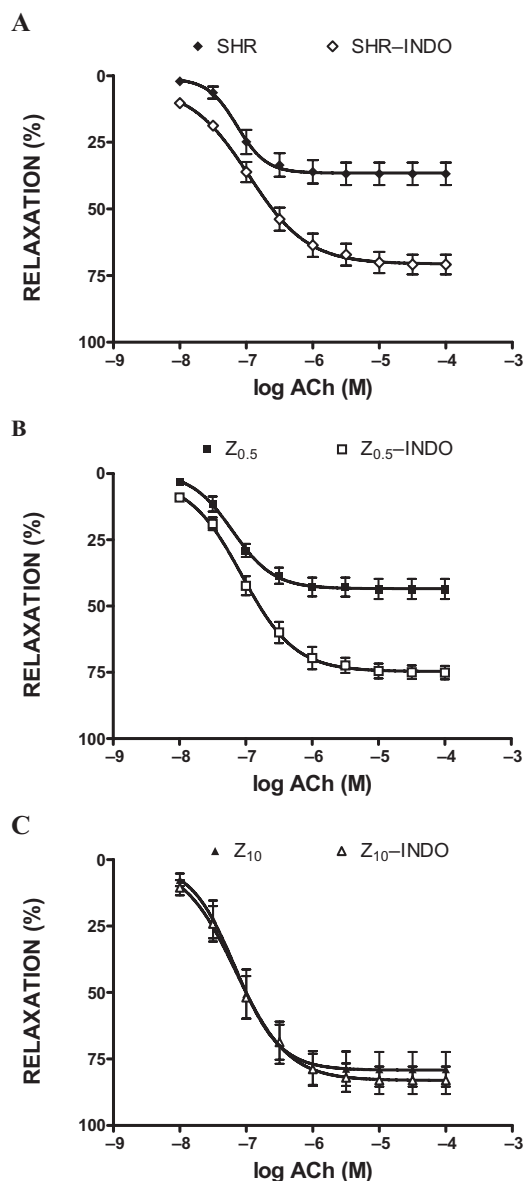 A
SHR SHR–INDO
0
25
50
75
100
RELAXATION (%)
–9 –8 –7 –6 –5 –4 –3
log ACh (M)
B
Z0.5 Z0.5–INDO
0
25
50
75
100
RELAXATION (%)
–9 –8 –7 –6 –5 –4 –3
log ACh (M)
C
Z10 Z10–INDO
0
25
50
75
100
RELAXATION (%)
–9 –8 –7 –6 –5 –4 –3
log ACh (M)